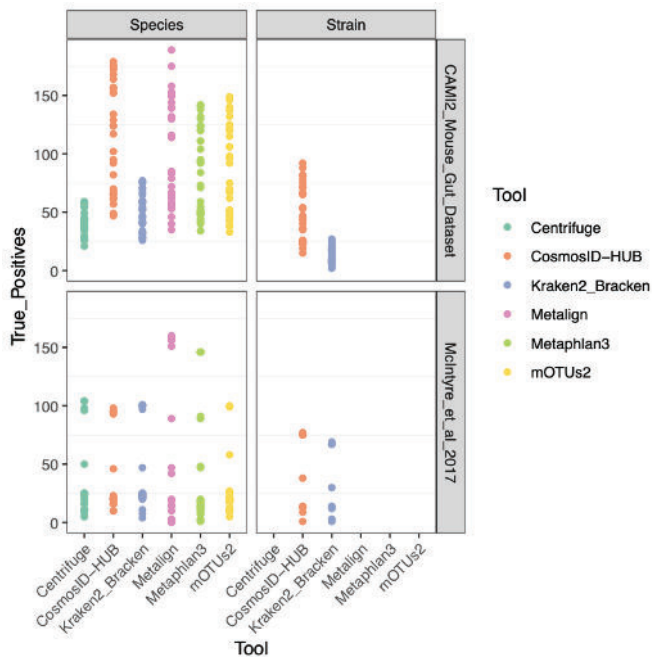 Species
Strain
150
100
50
0
CAMI2_Mouse_Gut_Dataset
True_Positives
150
100
50
0
McIntyre_et_al_2017
Centrifuge
CosmosID-HUB
Kraken2_Bracken
Metalign
Metaphlan3
mOTUs2
Centrifuge
CosmosID-HUB
Kraken2_Bracken
Metalign
Metaphlan3
mOTUs2
Tool
Tool
Centrifuge
CosmosID-HUB
Kraken2_Bracken
Metalign
Metaphlan3
mOTUs2